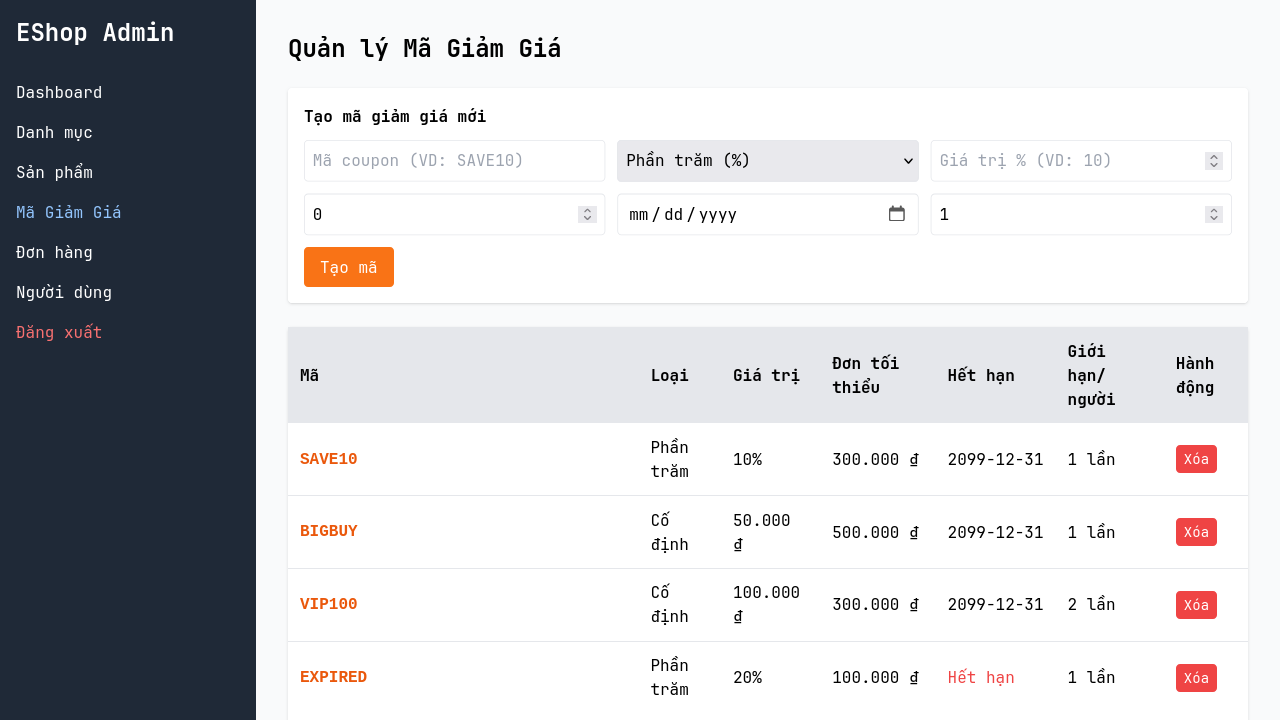 EShop Admin
Dashboard
Danh mục
Sản phẩm
Mã Giảm Giá
Đơn hàng
Người dùng
Đăng xuất
Quản lý Mã Giảm Giá
Tạo mã giảm giá mới
Mã coupon (VD: SAVE10)
Phần trăm (%)
Giá trị % (VD: 10)
0
mm/dd/yyyy
1
Tạo mã
Mã
Loại
Giá trị
Đơn tối
thiểu
Hết hạn
Giới
hạn/
người
Hành
động
SAVE10
Phần
trăm
10%
300.000 ₫
2099-12-31
1 lần
Xóa
BIGBUY
Cố
định
50.000
₫
500.000 ₫
2099-12-31
1 lần
Xóa
VIP100
Cố
định
100.000
₫
300.000 ₫
2099-12-31
2 lần
Xóa
EXPIRED
Phần
trăm
20%
100.000 ₫
Hết hạn
1 lần
Xóa